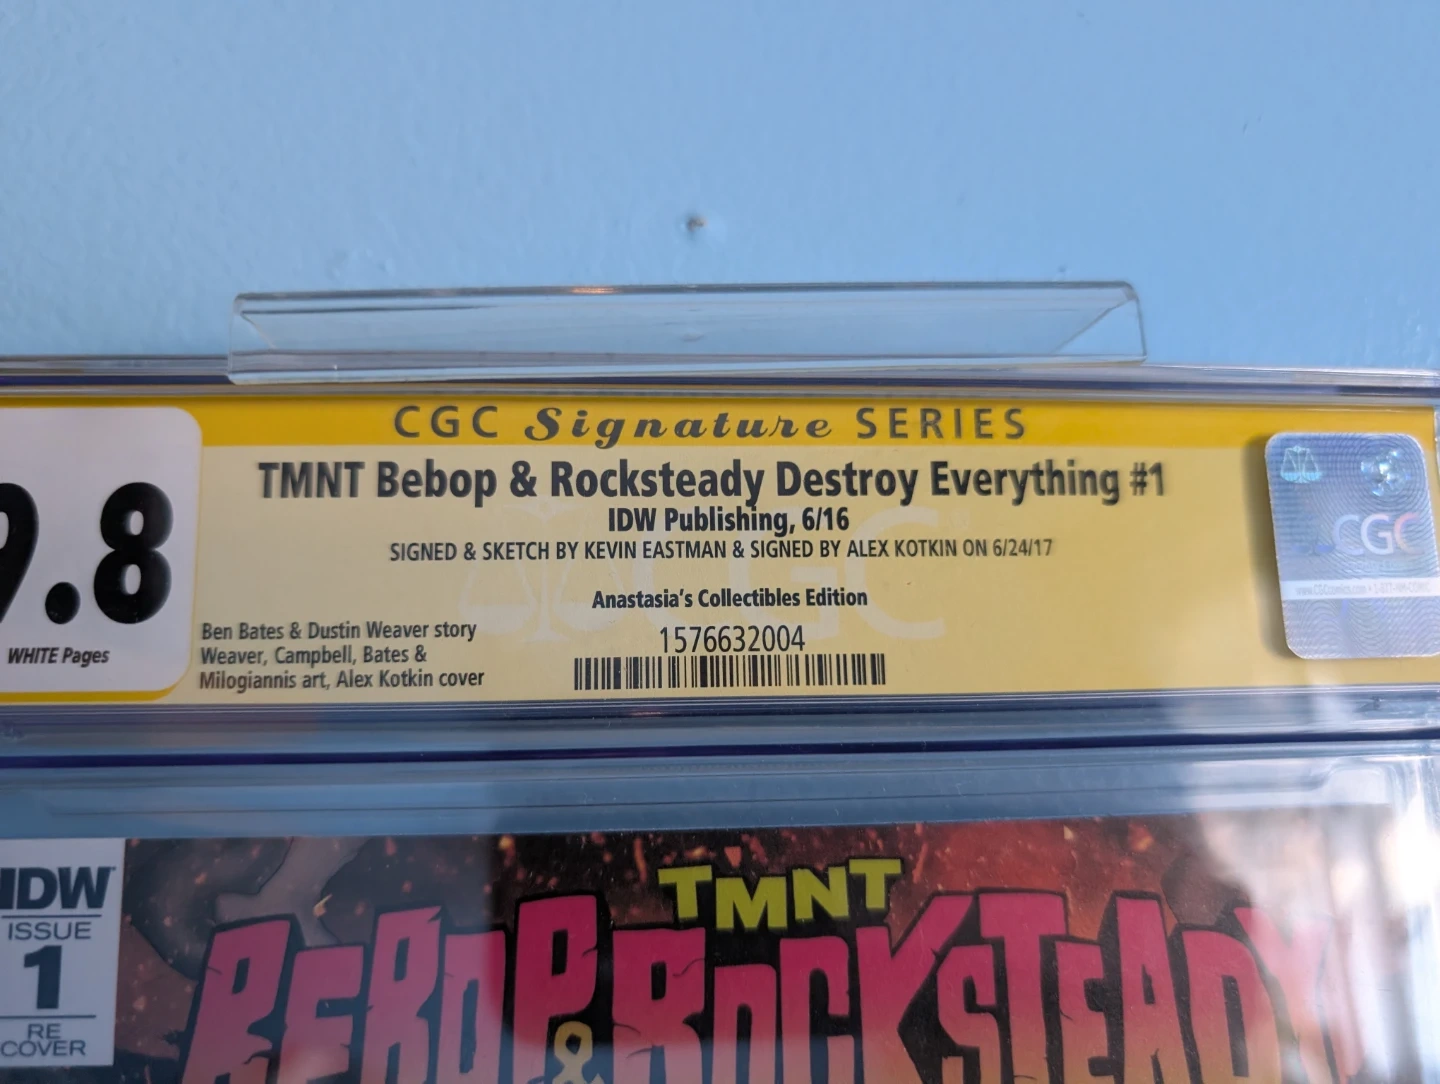 CGC Signature SERIES
TMNT Bebop & Rocksteady Destroy Everything #1
IDW Publishing, 6/16
SIGNED & SKETCH BY KEVIN EASTMAN & SIGNED BY ALEX KOTKIN ON 6/24/17
Anastasia's Collectibles Edition
9.8
WHITE Pages
Ben Bates & Dustin Weaver story
Weaver, Campbell, Bates &
Milogiannis art, Alex Kotkin cover
1576632004
CGC
IDW
ISSUE
1
RE
COVER
TMNT
BEBOP & ROCKSTEADY